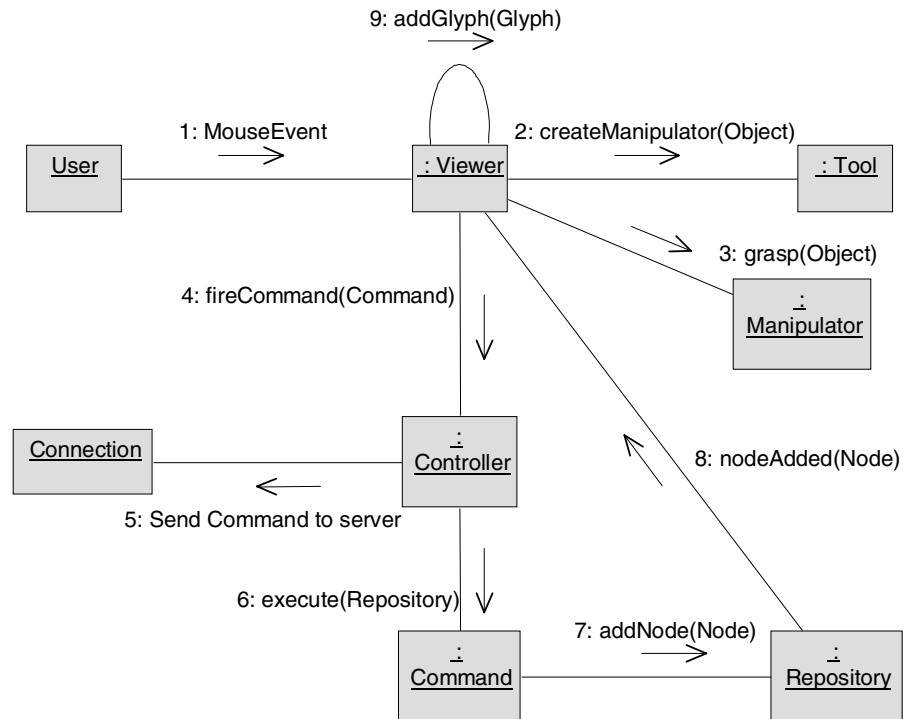 9: addGlyph(Glyph)
1: MouseEvent
2: createManipulator(Object)
User
: Viewer
: Tool
3: grasp(Object)
4: fireCommand(Command)
:
Manipulator
Connection
:
Controller
8: nodeAdded(Node)
5: Send Command to server
6: execute(Repository)
7: addNode(Node)
:
Command
:
Repository